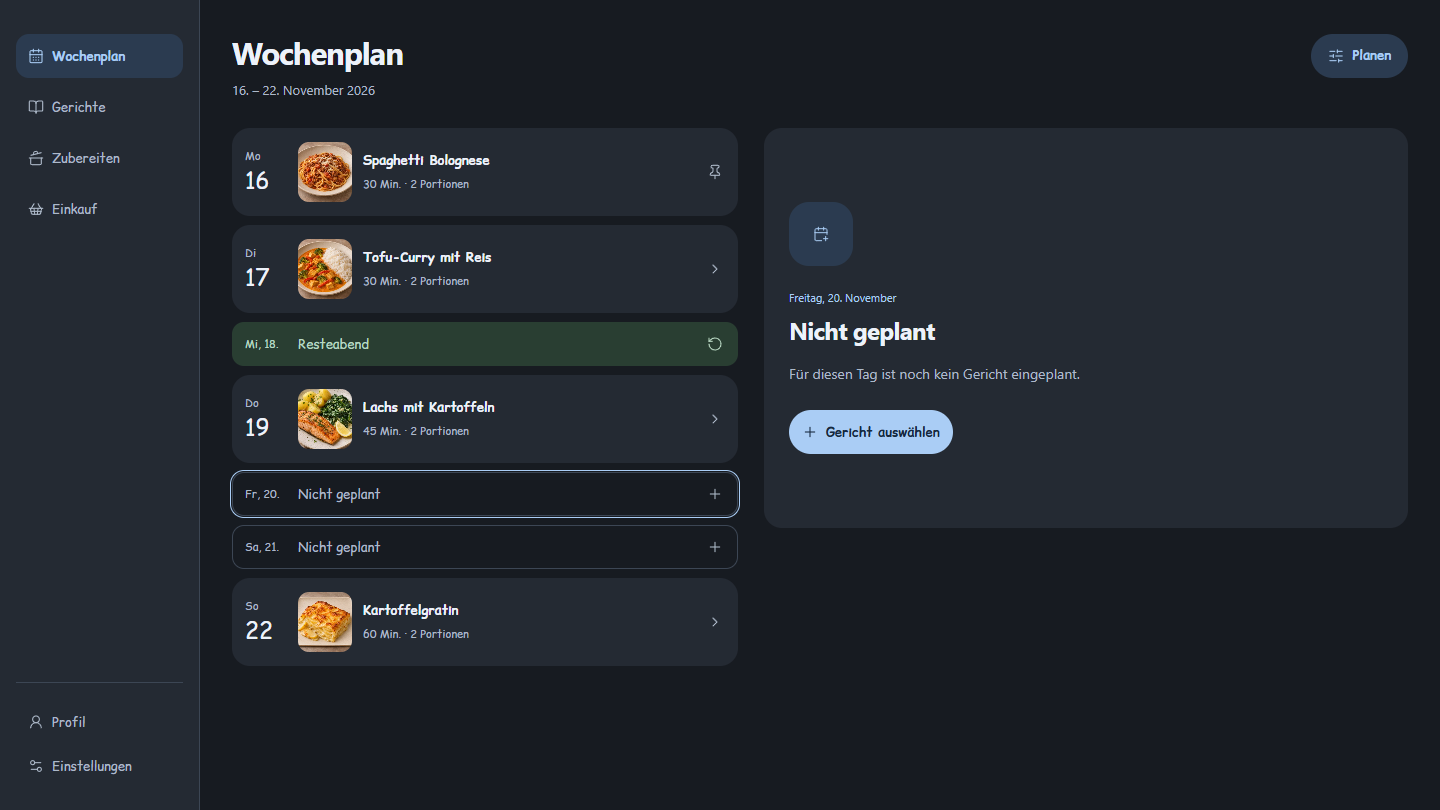 Wochenplan
Gerichte
Zubereiten
Einkauf
Profil
Einstellungen
Wochenplan
16. – 22. November 2026
Planen
Mo
16
Spaghetti Bolognese
30 Min. · 2 Portionen
Di
17
Tofu-Curry mit Reis
30 Min. · 2 Portionen
Mi, 18.
Resteabend
Do
19
Lachs mit Kartoffeln
45 Min. · 2 Portionen
Fr, 20.
Nicht geplant
Sa, 21.
Nicht geplant
So
22
Kartoffelgratin
60 Min. · 2 Portionen
Freitag, 20. November
Nicht geplant
Für diesen Tag ist noch kein Gericht eingeplant.
Gericht auswählen